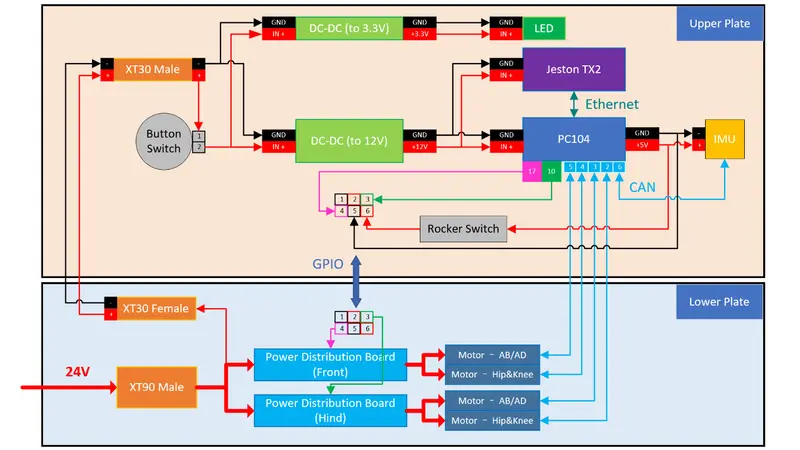 Upper Plate
GND
IN +
DC-DC (to 3.3V)
GND
+3.3V
GND
IN +
LED
XT30 Male
-
+
-
+
GND
IN +
Jeston TX2
Ethernet
Button
Switch
1
2
GND
IN +
DC-DC (to 12V)
GND
+12V
GND
IN +
PC104
GND
+5V
-
+
IMU
17
10
5
4
3
2
6
CAN
1
2
3
4
5
6
Rocker Switch
GPIO
Lower Plate
-
+
XT30 Female
1
2
3
4
5
6
24V
XT90 Male
Power Distribution Board
(Front)
Motor – AB/AD
Motor – Hip&Knee
Power Distribution Board
(Hind)
Motor – AB/AD
Motor – Hip&Knee